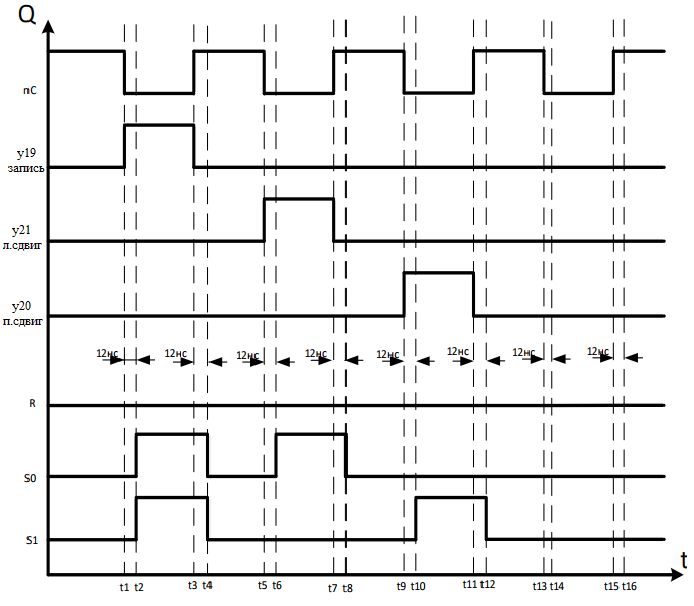 Q
nC
y19
запись
y21
л.сдвиг
y20
п.сдвиг
12нс 12нс 12нс 12нс 12нс 12нс 12нс 12нс
R
S0
S1
t
t1 t2 t3 t4 t5 t6 t7 t8 t9 t10 t11 t12 t13 t14 t15 t16